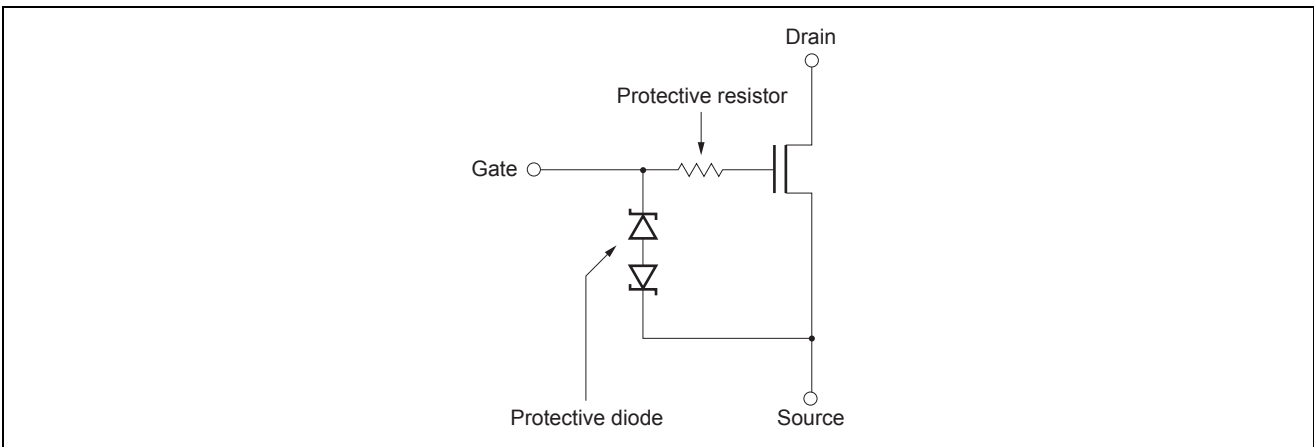 Drain
Protective resistor
Gate
Protective diode
Source